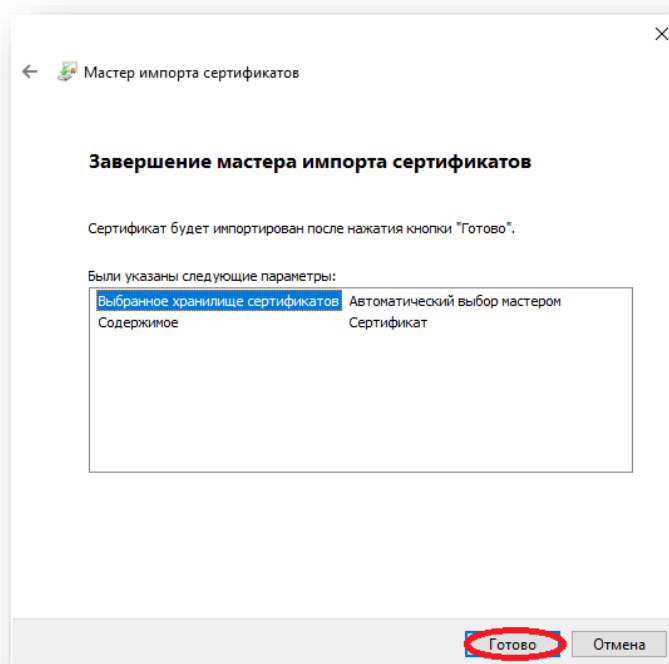 Мастер импорта сертификатов
Завершение мастера импорта сертификатов
Сертификат будет импортирован после нажатия кнопки "Готово".
Были указаны следующие параметры:
Выбранное хранилище сертификатов Автоматический выбор мастером
Содержимое Сертификат
Готово Отмена